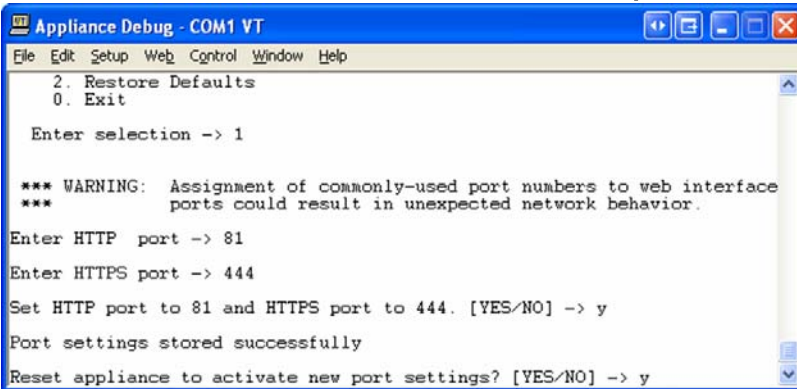 Appliance Debug - COM1 VT
File Edit Setup Web Control Window Help
2. Restore Defaults
0. Exit
Enter selection -> 1
*** WARNING: Assignment of commonly-used port numbers to web interface
*** ports could result in unexpected network behavior.
Enter HTTP port -> 81
Enter HTTPS port -> 444
Set HTTP port to 81 and HTTPS port to 444. [YES/NO] -> y
Port settings stored successfully
Reset appliance to activate new port settings? [YES/NO] -> y